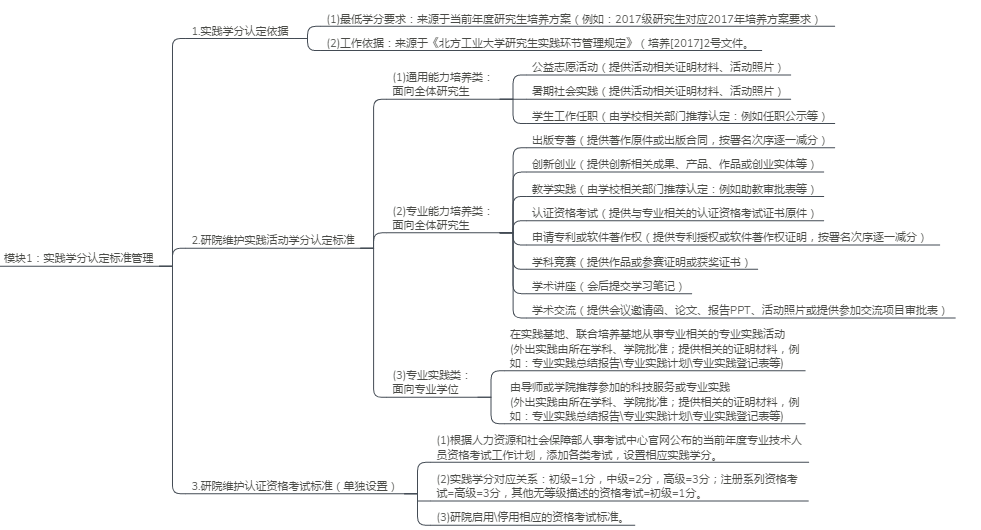 模块1：实践学分认定标准管理
1.实践学分认定依据
(1)最低学分要求：来源于当前年度研究生培养方案（例如：2017级研究生对应2017年培养方案要求）
(2)工作依据：来源于《北方工业大学研究生实践环节管理规定》（培养[2017]2号文件。
2.研院维护实践活动学分认定标准
(1)通用能力培养类：
面向全体研究生
公益志愿活动（提供活动相关证明材料、活动照片）
暑期社会实践（提供活动相关证明材料、活动照片）
学生工作任职（由学校相关部门推荐认定：例如任职公示等）
(2)专业能力培养类：
面向全体研究生
出版专著（提供著作原件或出版合同，按署名次序逐一减分）
创新创业（提供创新相关成果、产品、作品或创业实体等）
教学实践（由学校相关部门推荐认定：例如助教审批表等）
认证资格考试（提供与专业相关的认证资格考试证书原件）
申请专利或软件著作权（提供专利授权或软件著作权证明，按署名次序逐一减分）
学科竞赛（提供作品或参赛证明或获奖证书）
学术讲座（会后提交学习笔记）
学术交流（提供会议邀请函、论文、报告PPT、活动照片或提供参加交流项目审批表）
(3)专业实践类：
面向专业学位
在实践基地、联合培养基地从事专业相关的专业实践活动
(外出实践由所在学科、学院批准；提供相关的证明材料，例
如：专业实践总结报告\专业实践计划\专业实践登记表等)
由导师或学院推荐参加的科技服务或专业实践
(外出实践由所在学科、学院批准；提供相关的证明材料，例
如：专业实践总结报告\专业实践计划\专业实践登记表等)
3.研院维护认证资格考试标准（单独设置）
(1)根据人力资源和社会保障部人事考试中心官网公布的当前年度专业技术人
员资格考试工作计划，添加各类考试，设置相应实践学分。
(2)实践学分对应关系：初级=1分，中级=2分，高级=3分；注册系列资格考
试=高级=3分，其他无等级描述的资格考试=初级=1分。
(3)研院启用\停用相应的资格考试标准。